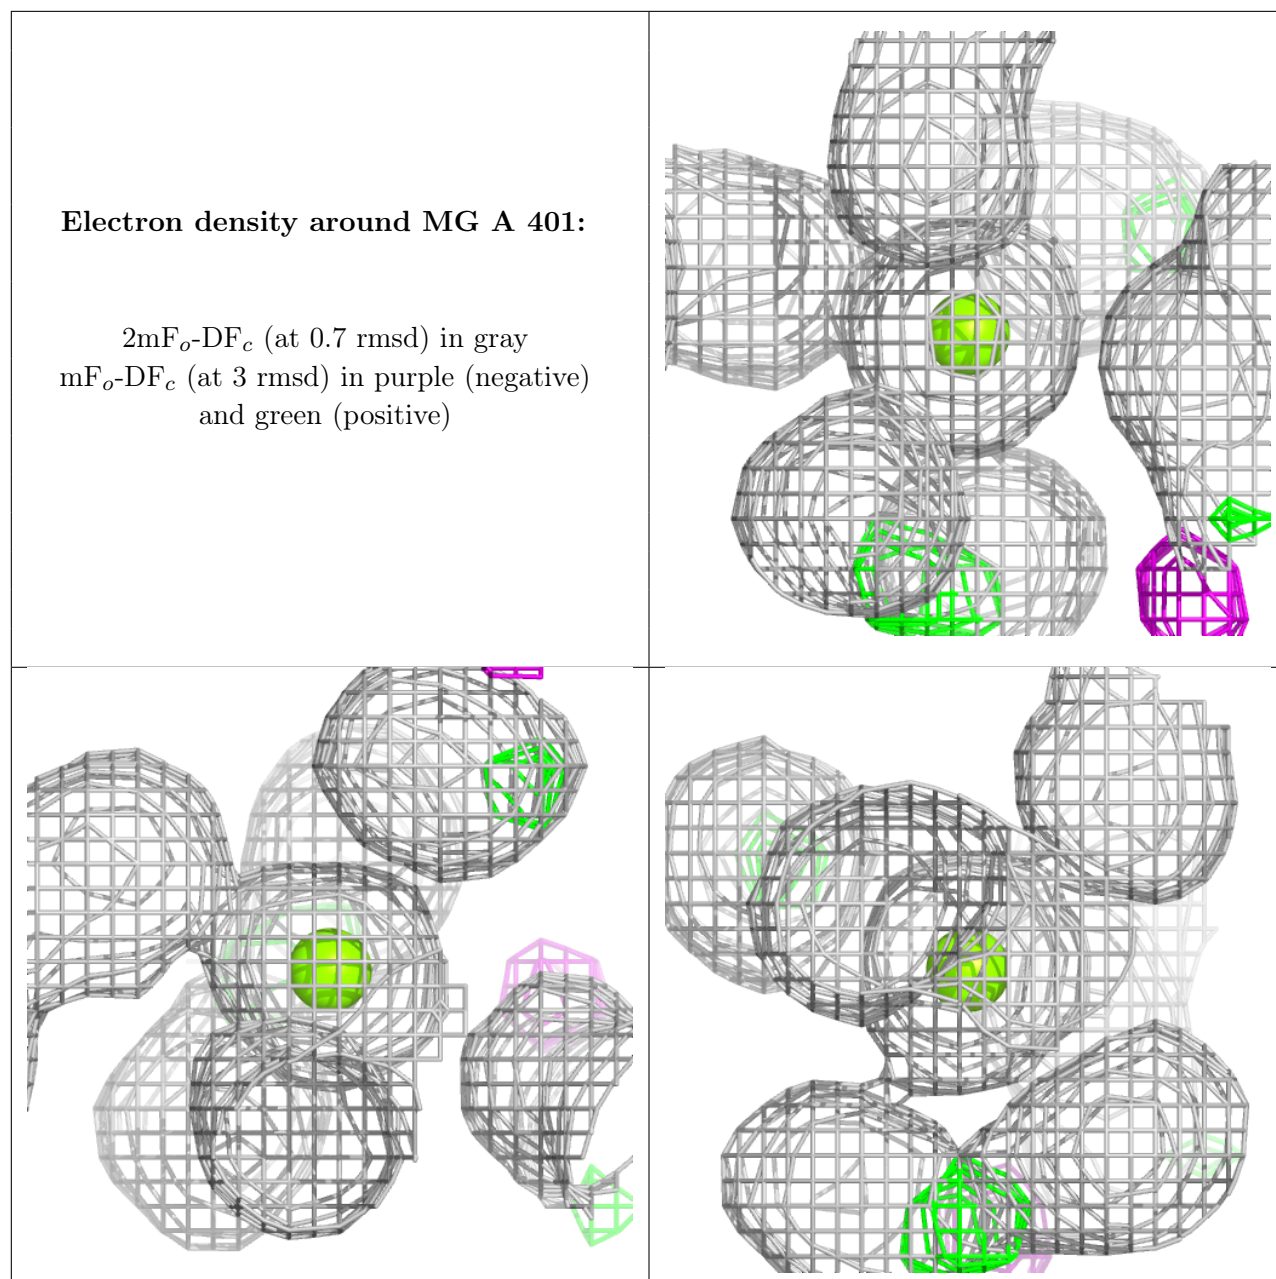 Electron density around MG A 401:
2mFo-DFc (at 0.7 rmsd) in gray
mFo-DFc (at 3 rmsd) in purple (negative)
and green (positive)